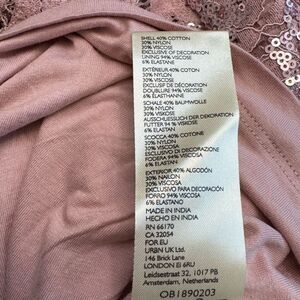 SHELL 40% COTTON
30% NYLON
30% VISCOSE
EXCLUSIVE OF DECORATION
LINING 94% VISCOSE
6% ELASTANE
EXTÉRIEUR 40% COTON
30% NYLON
30% VISCOSE
EXCLUSIF DE DÉCORATION
DOUBLURE 94% VISCOSE
6% ÉLASTHANNE
SCHALE 40% BAUMWOLLE
30% NYLON
30% VISKOSE
AUSSCHLIESSLICH DER DEKORATION
FUTTER 94% VISKOSE
6% ELASTAN
SCOCCA 40% COTONE
30% NYLON
30% VISCOSA
ESCLUSIONE DI DECORAZIONE
FODERA 94% VISCOSA
6% ELASTAN
EXTERIOR 40% ALGODÓN
30% NAILON
30% VISCOSA
EXCLUSIVO PARA DECORACIÓN
FORRO 94% VISCOSA
6% ELASTANO
MADE IN INDIA
HECHO EN INDIA
RN 66170
CA 32054
FOR EU
URBN UK Ltd.
146 Brick Lane
LONDON E1 6RU
Leidsestraat 32, 1017 PB
Amsterdam, Netherlands
OB1890203